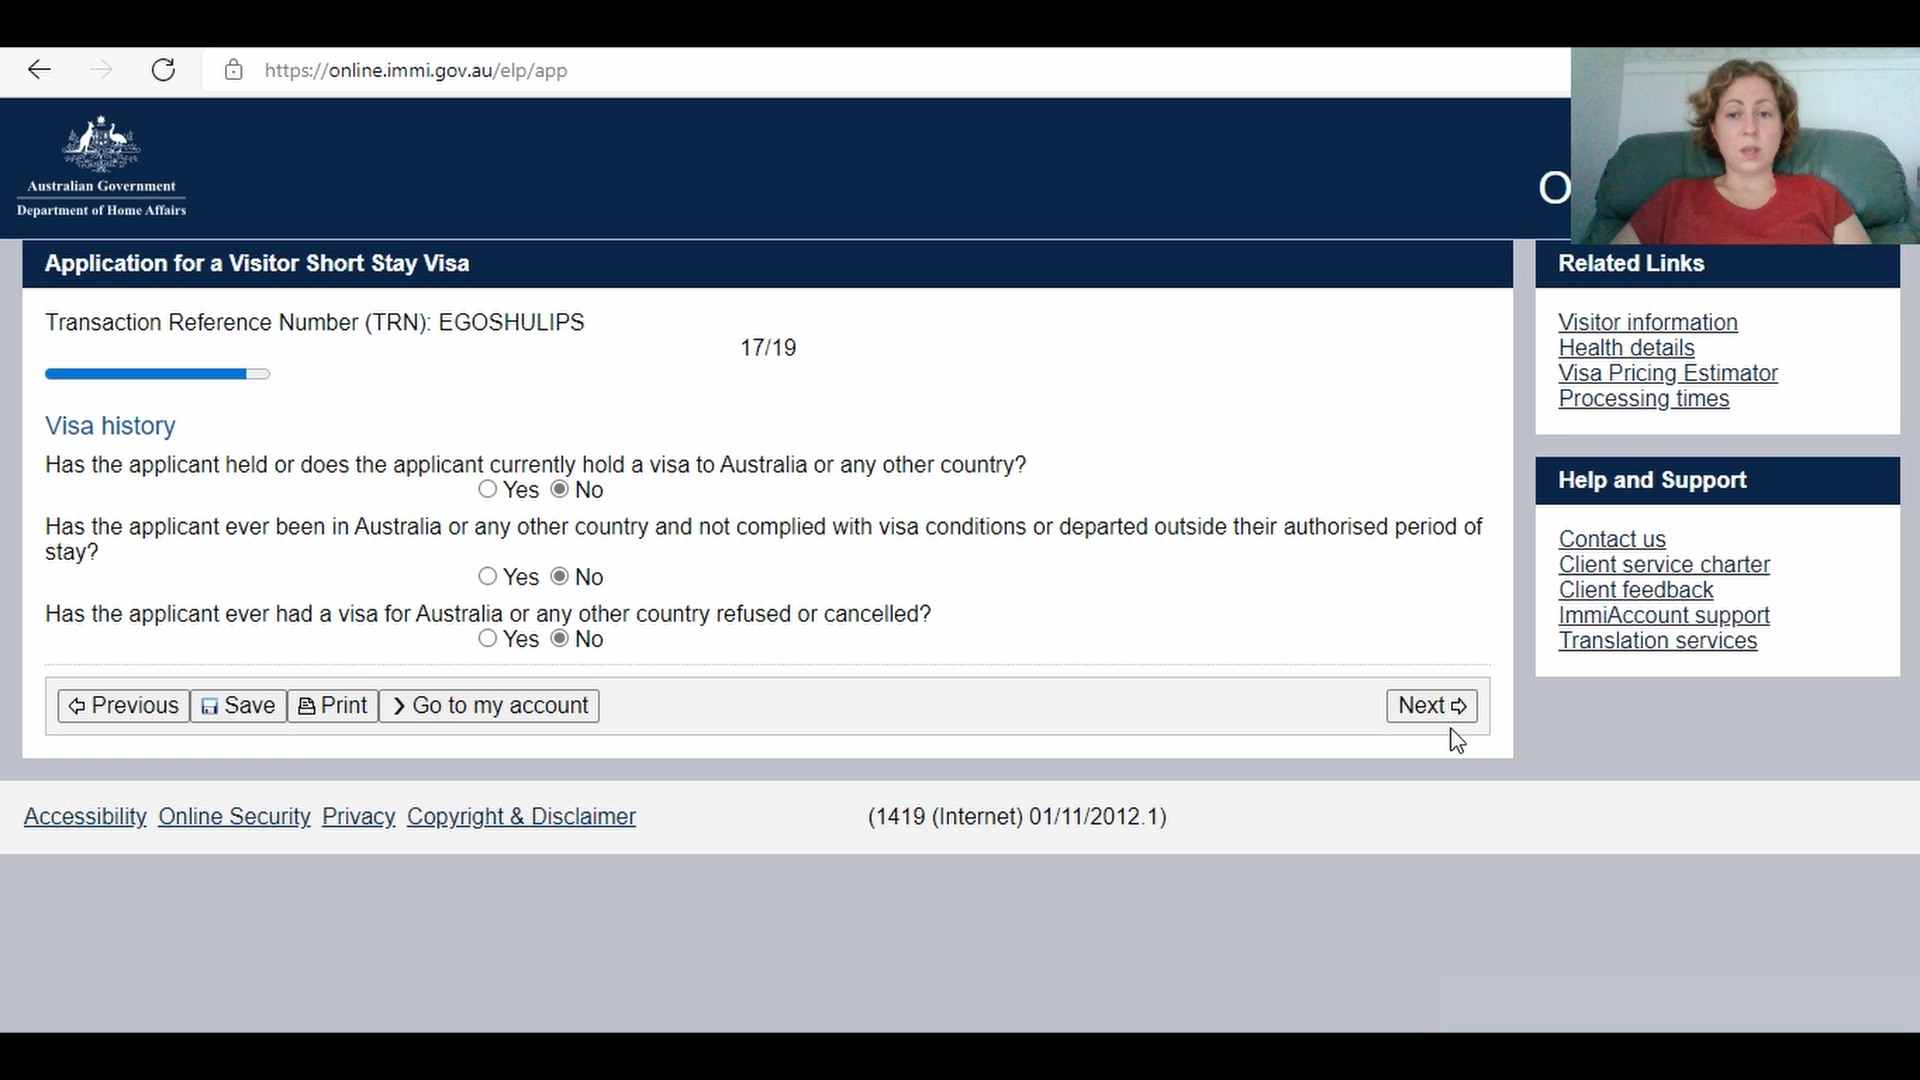 https://online.immi.gov.au/elp/app
Australian Government
Department of Home Affairs
O
Application for a Visitor Short Stay Visa
Transaction Reference Number (TRN): EGOSHULIPS
17/19
Visa history
Has the applicant held or does the applicant currently hold a visa to Australia or any other country?
Yes No
Has the applicant ever been in Australia or any other country and not complied with visa conditions or departed outside their authorised period of
stay?
Yes No
Has the applicant ever had a visa for Australia or any other country refused or cancelled?
Yes No
Previous Save Print Go to my account Next
Related Links
Visitor information
Health details
Visa Pricing Estimator
Processing times
Help and Support
Contact us
Client service charter
Client feedback
ImmiAccount support
Translation services
Accessibility Online Security Privacy Copyright & Disclaimer (1419 (Internet) 01/11/2012.1)